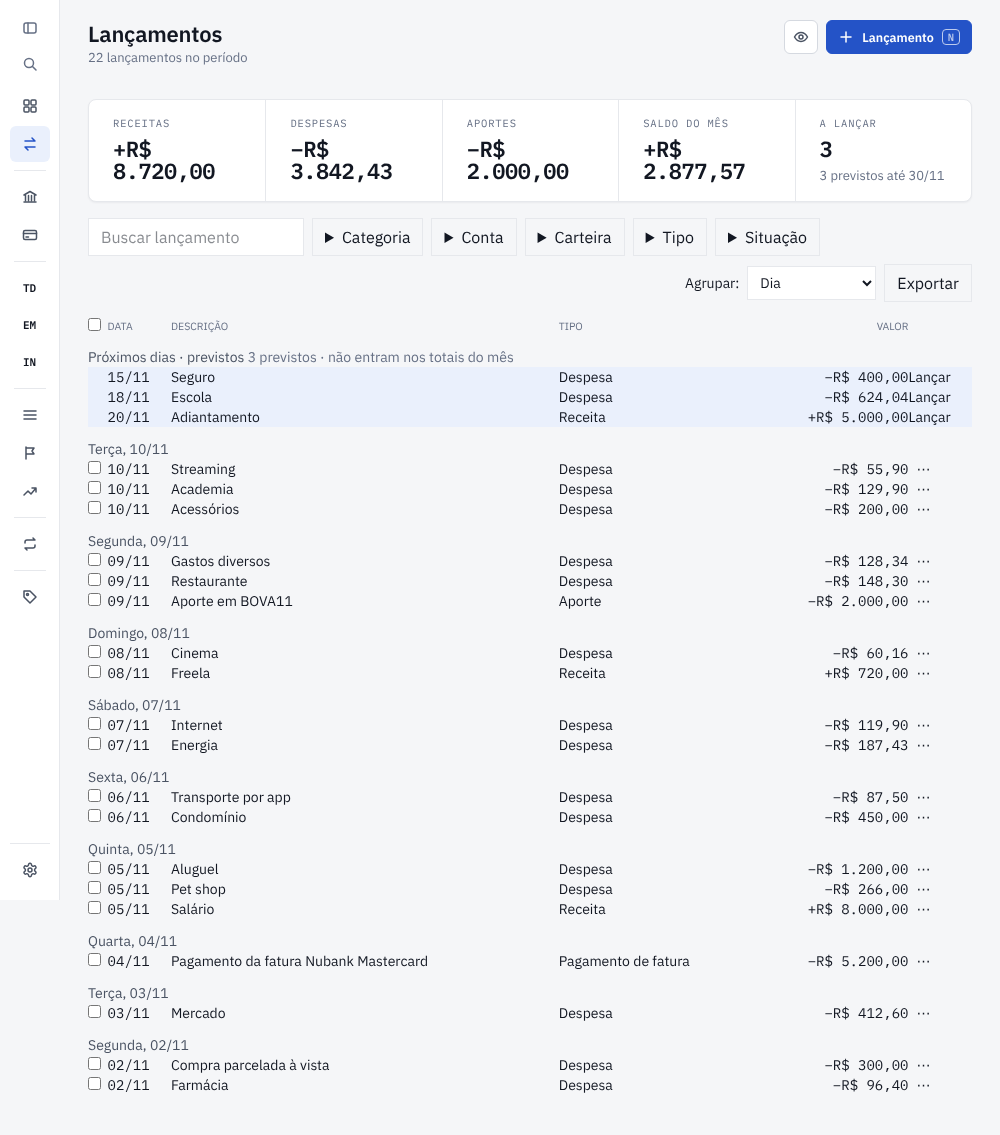 Lançamentos
22 lançamentos no período
Lançamento N
RECEITAS
+R$
8.720,00
DESPESAS
−R$
3.842,43
APORTES
−R$
2.000,00
SALDO DO MÊS
+R$
2.877,57
A LANÇAR
3
3 previstos até 30/11
Buscar lançamento
Categoria
Conta
Carteira
Tipo
Situação
Agrupar: Dia Exportar
DATA DESCRIÇÃO TIPO VALOR
TD
EM
IN
Próximos dias · previstos 3 previstos · não entram nos totais do mês
15/11 Seguro Despesa −R$ 400,00Lançar
18/11 Escola Despesa −R$ 624,04Lançar
20/11 Adiantamento Receita +R$ 5.000,00Lançar
Terça, 10/11
10/11 Streaming Despesa −R$ 55,90 ···
10/11 Academia Despesa −R$ 129,90 ···
10/11 Acessórios Despesa −R$ 200,00 ···
Segunda, 09/11
09/11 Gastos diversos Despesa −R$ 128,34 ···
09/11 Restaurante Despesa −R$ 148,30 ···
09/11 Aporte em BOVA11 Aporte −R$ 2.000,00 ···
Domingo, 08/11
08/11 Cinema Despesa −R$ 60,16 ···
08/11 Freela Receita +R$ 720,00 ···
Sábado, 07/11
07/11 Internet Despesa −R$ 119,90 ···
07/11 Energia Despesa −R$ 187,43 ···
Sexta, 06/11
06/11 Transporte por app Despesa −R$ 87,50 ···
06/11 Condomínio Despesa −R$ 450,00 ···
Quinta, 05/11
05/11 Aluguel Despesa −R$ 1.200,00 ···
05/11 Pet shop Despesa −R$ 266,00 ···
05/11 Salário Receita +R$ 8.000,00 ···
Quarta, 04/11
04/11 Pagamento da fatura Nubank Mastercard Pagamento de fatura −R$ 5.200,00 ···
Terça, 03/11
03/11 Mercado Despesa −R$ 412,60 ···
Segunda, 02/11
02/11 Compra parcelada à vista Despesa −R$ 300,00 ···
02/11 Farmácia Despesa −R$ 96,40 ···